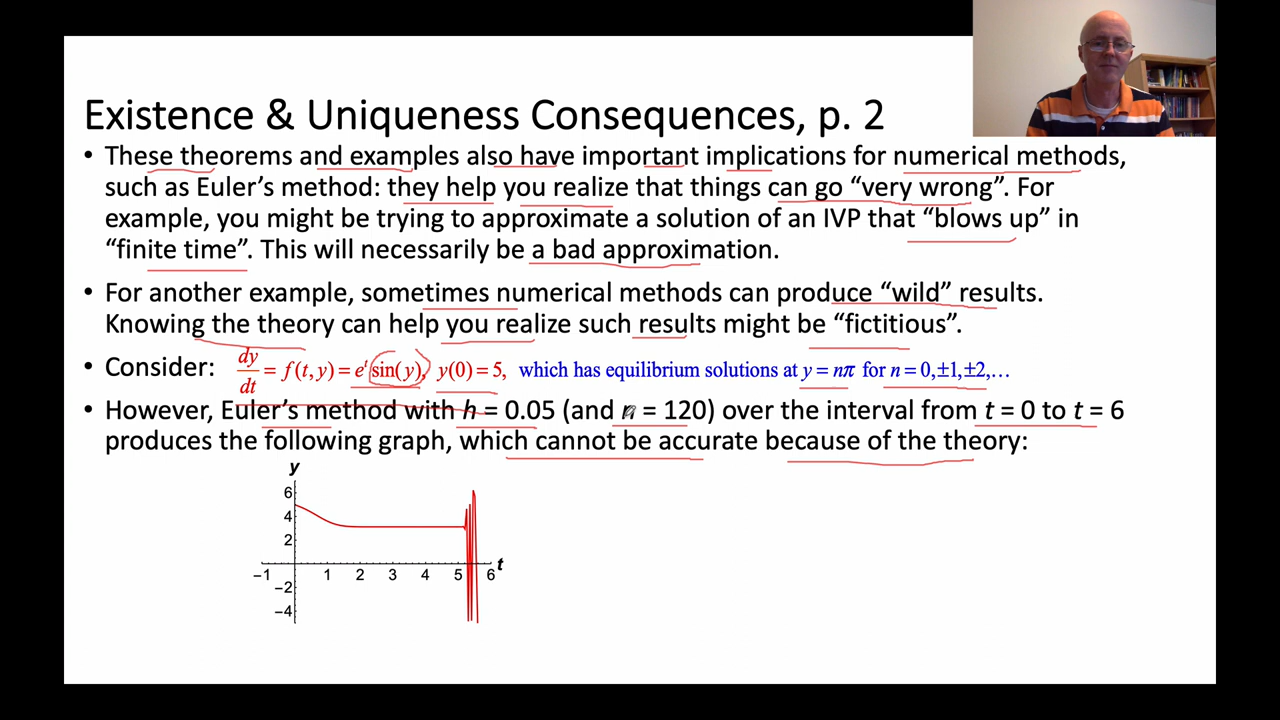 Existence & Uniqueness Consequences, p. 2
• These theorems and examples also have important implications for numerical methods,
such as Euler’s method: they help you realize that things can go “very wrong”. For
example, you might be trying to approximate a solution of an IVP that “blows up” in
“finite time”. This will necessarily be a bad approximation.
• For another example, sometimes numerical methods can produce “wild” results.
Knowing the theory can help you realize such results might be “fictitious”.
• Consider: dy/dt = f(t, y) = e^t sin(y), y(0) = 5, which has equilibrium solutions at y = nπ for n = 0,±1,±2,…
• However, Euler’s method with h = 0.05 (and n = 120) over the interval from t = 0 to t = 6
produces the following graph, which cannot be accurate because of the theory:
y
6
4
2
−1 1 2 3 4 5 6 t
−2
−4